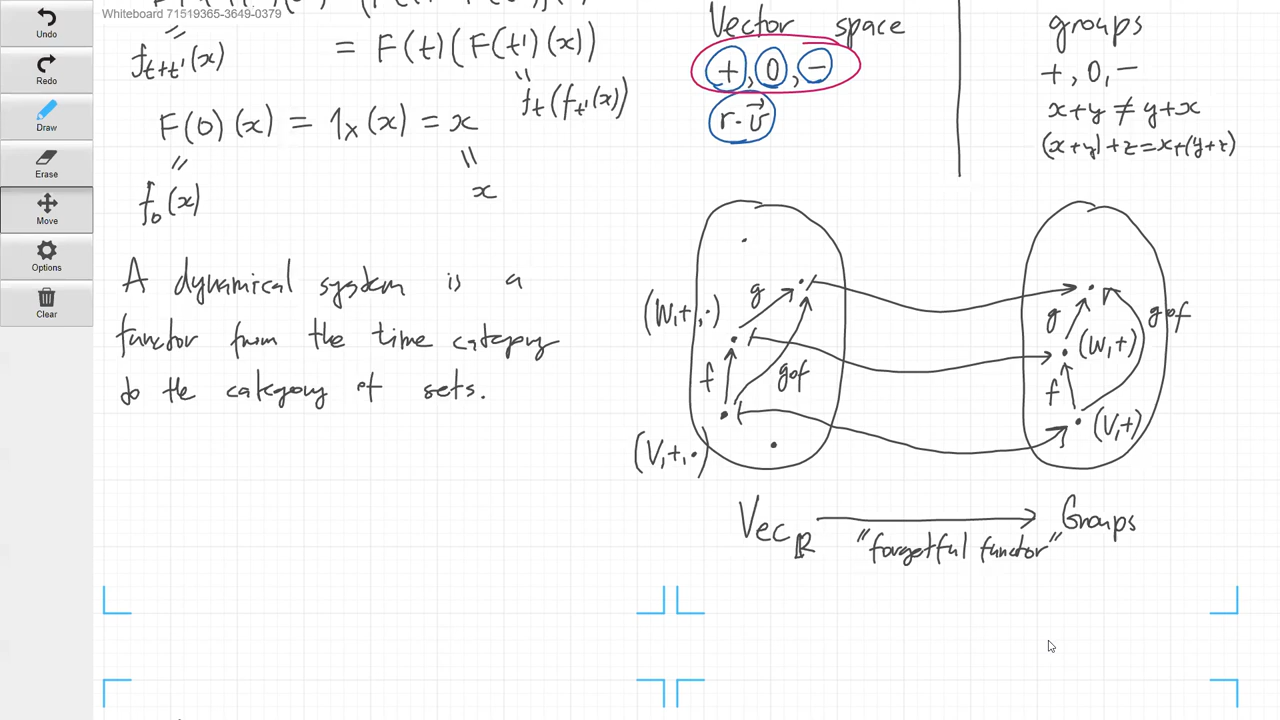 Whiteboard 71519365-3649-0379
Undo
Redo
Draw
Erase
Move
Options
Clear
f_{t+t'}(x)
= F(t)(F(t')(x))
f_t(f_{t'}(x))
F(0)(x) = 1_X(x) = x
f_0(x)
x
A dynamical system is a
functor from the time category
to the category of sets.
Vector space
+, 0, -
r·v⃗
groups
+, 0, -
x+y ≠ y+x
(x+y)+z=x+(y+z)
(W,+,·)
g
f
g∘f
(V,+,·)
g
g∘f
(W,+)
f
(V,+)
Vec_ℝ
"forgetful functor"
Groups